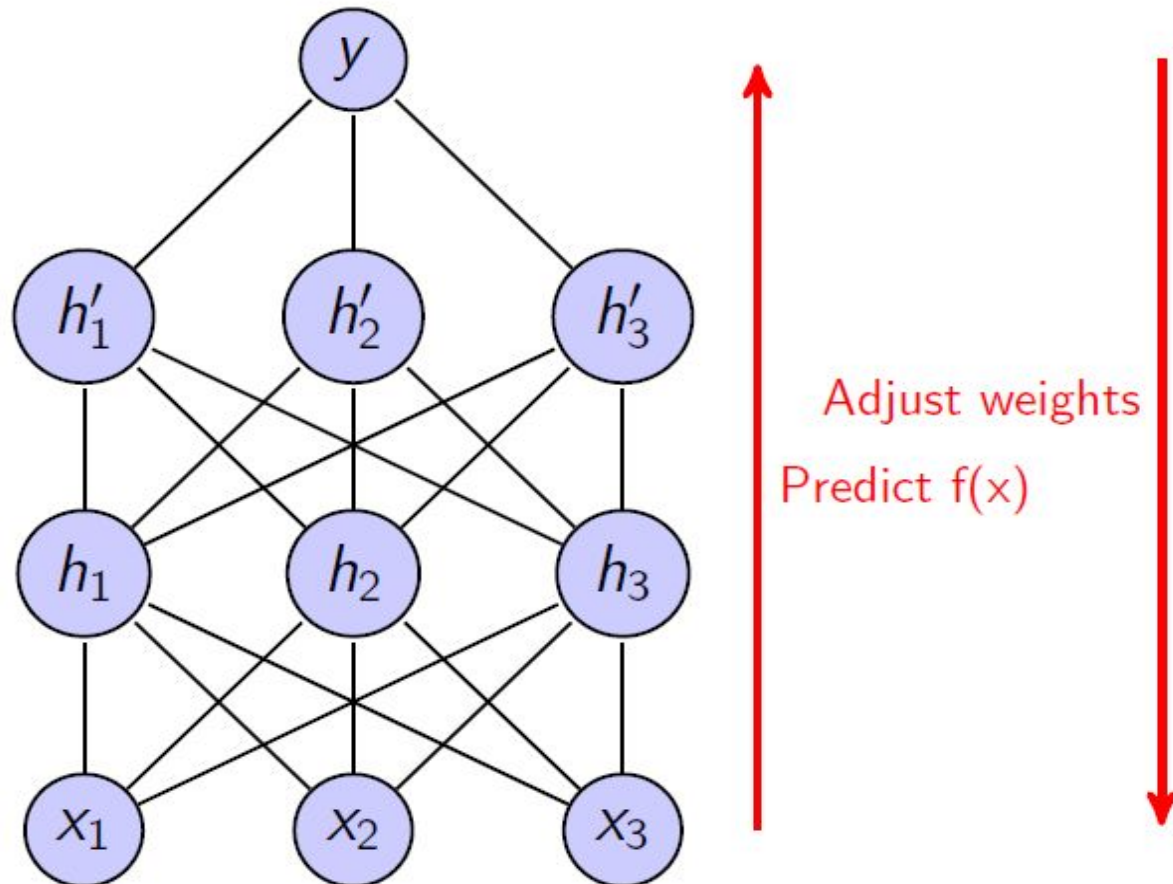 y
h′₁ h′₂ h′₃
Adjust weights
Predict f(x)
h₁ h₂ h₃
x₁ x₂ x₃